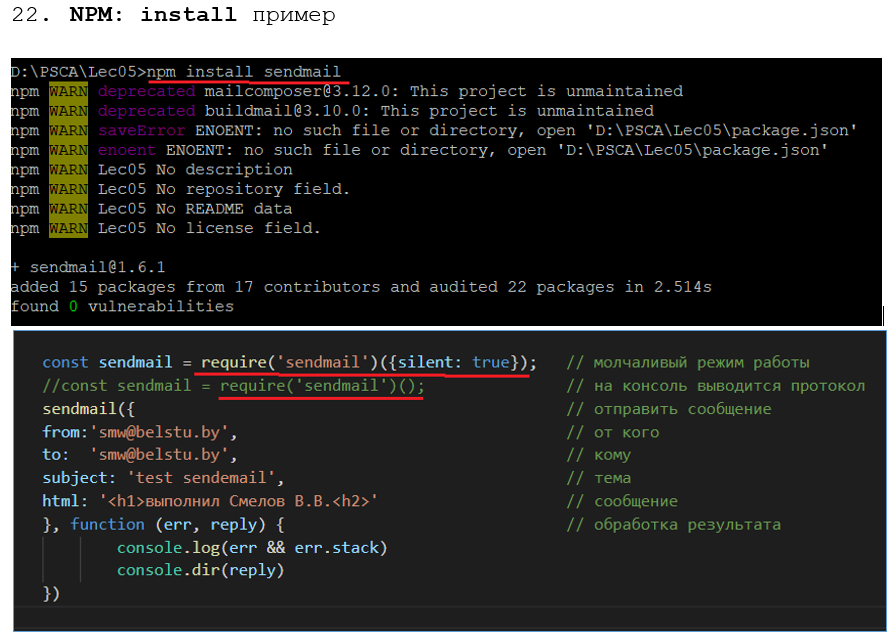 22. NPM: install пример
D:\PSCA\Lec05>npm install sendmail
npm WARN deprecated mailcomposer@3.12.0: This project is unmaintained
npm WARN deprecated buildmail@3.10.0: This project is unmaintained
npm WARN saveError ENOENT: no such file or directory, open 'D:\PSCA\Lec05\package.json'
npm WARN enoent ENOENT: no such file or directory, open 'D:\PSCA\Lec05\package.json'
npm WARN Lec05 No description
npm WARN Lec05 No repository field.
npm WARN Lec05 No README data
npm WARN Lec05 No license field.
+ sendmail@1.6.1
added 15 packages from 17 contributors and audited 22 packages in 2.514s
found 0 vulnerabilities
const sendmail = require('sendmail')({silent: true}); // молчаливый режим работы
//const sendmail = require('sendmail')(); // на консоль выводится протокол
sendmail({ // отправить сообщение
from:'smw@belstu.by', // от кого
to: 'smw@belstu.by', // кому
subject: 'test sendemail', // тема
html: '<h1>выполнил Смелов В.В.<h2>' // сообщение
}, function (err, reply) { // обработка результата
console.log(err && err.stack)
console.dir(reply)
})